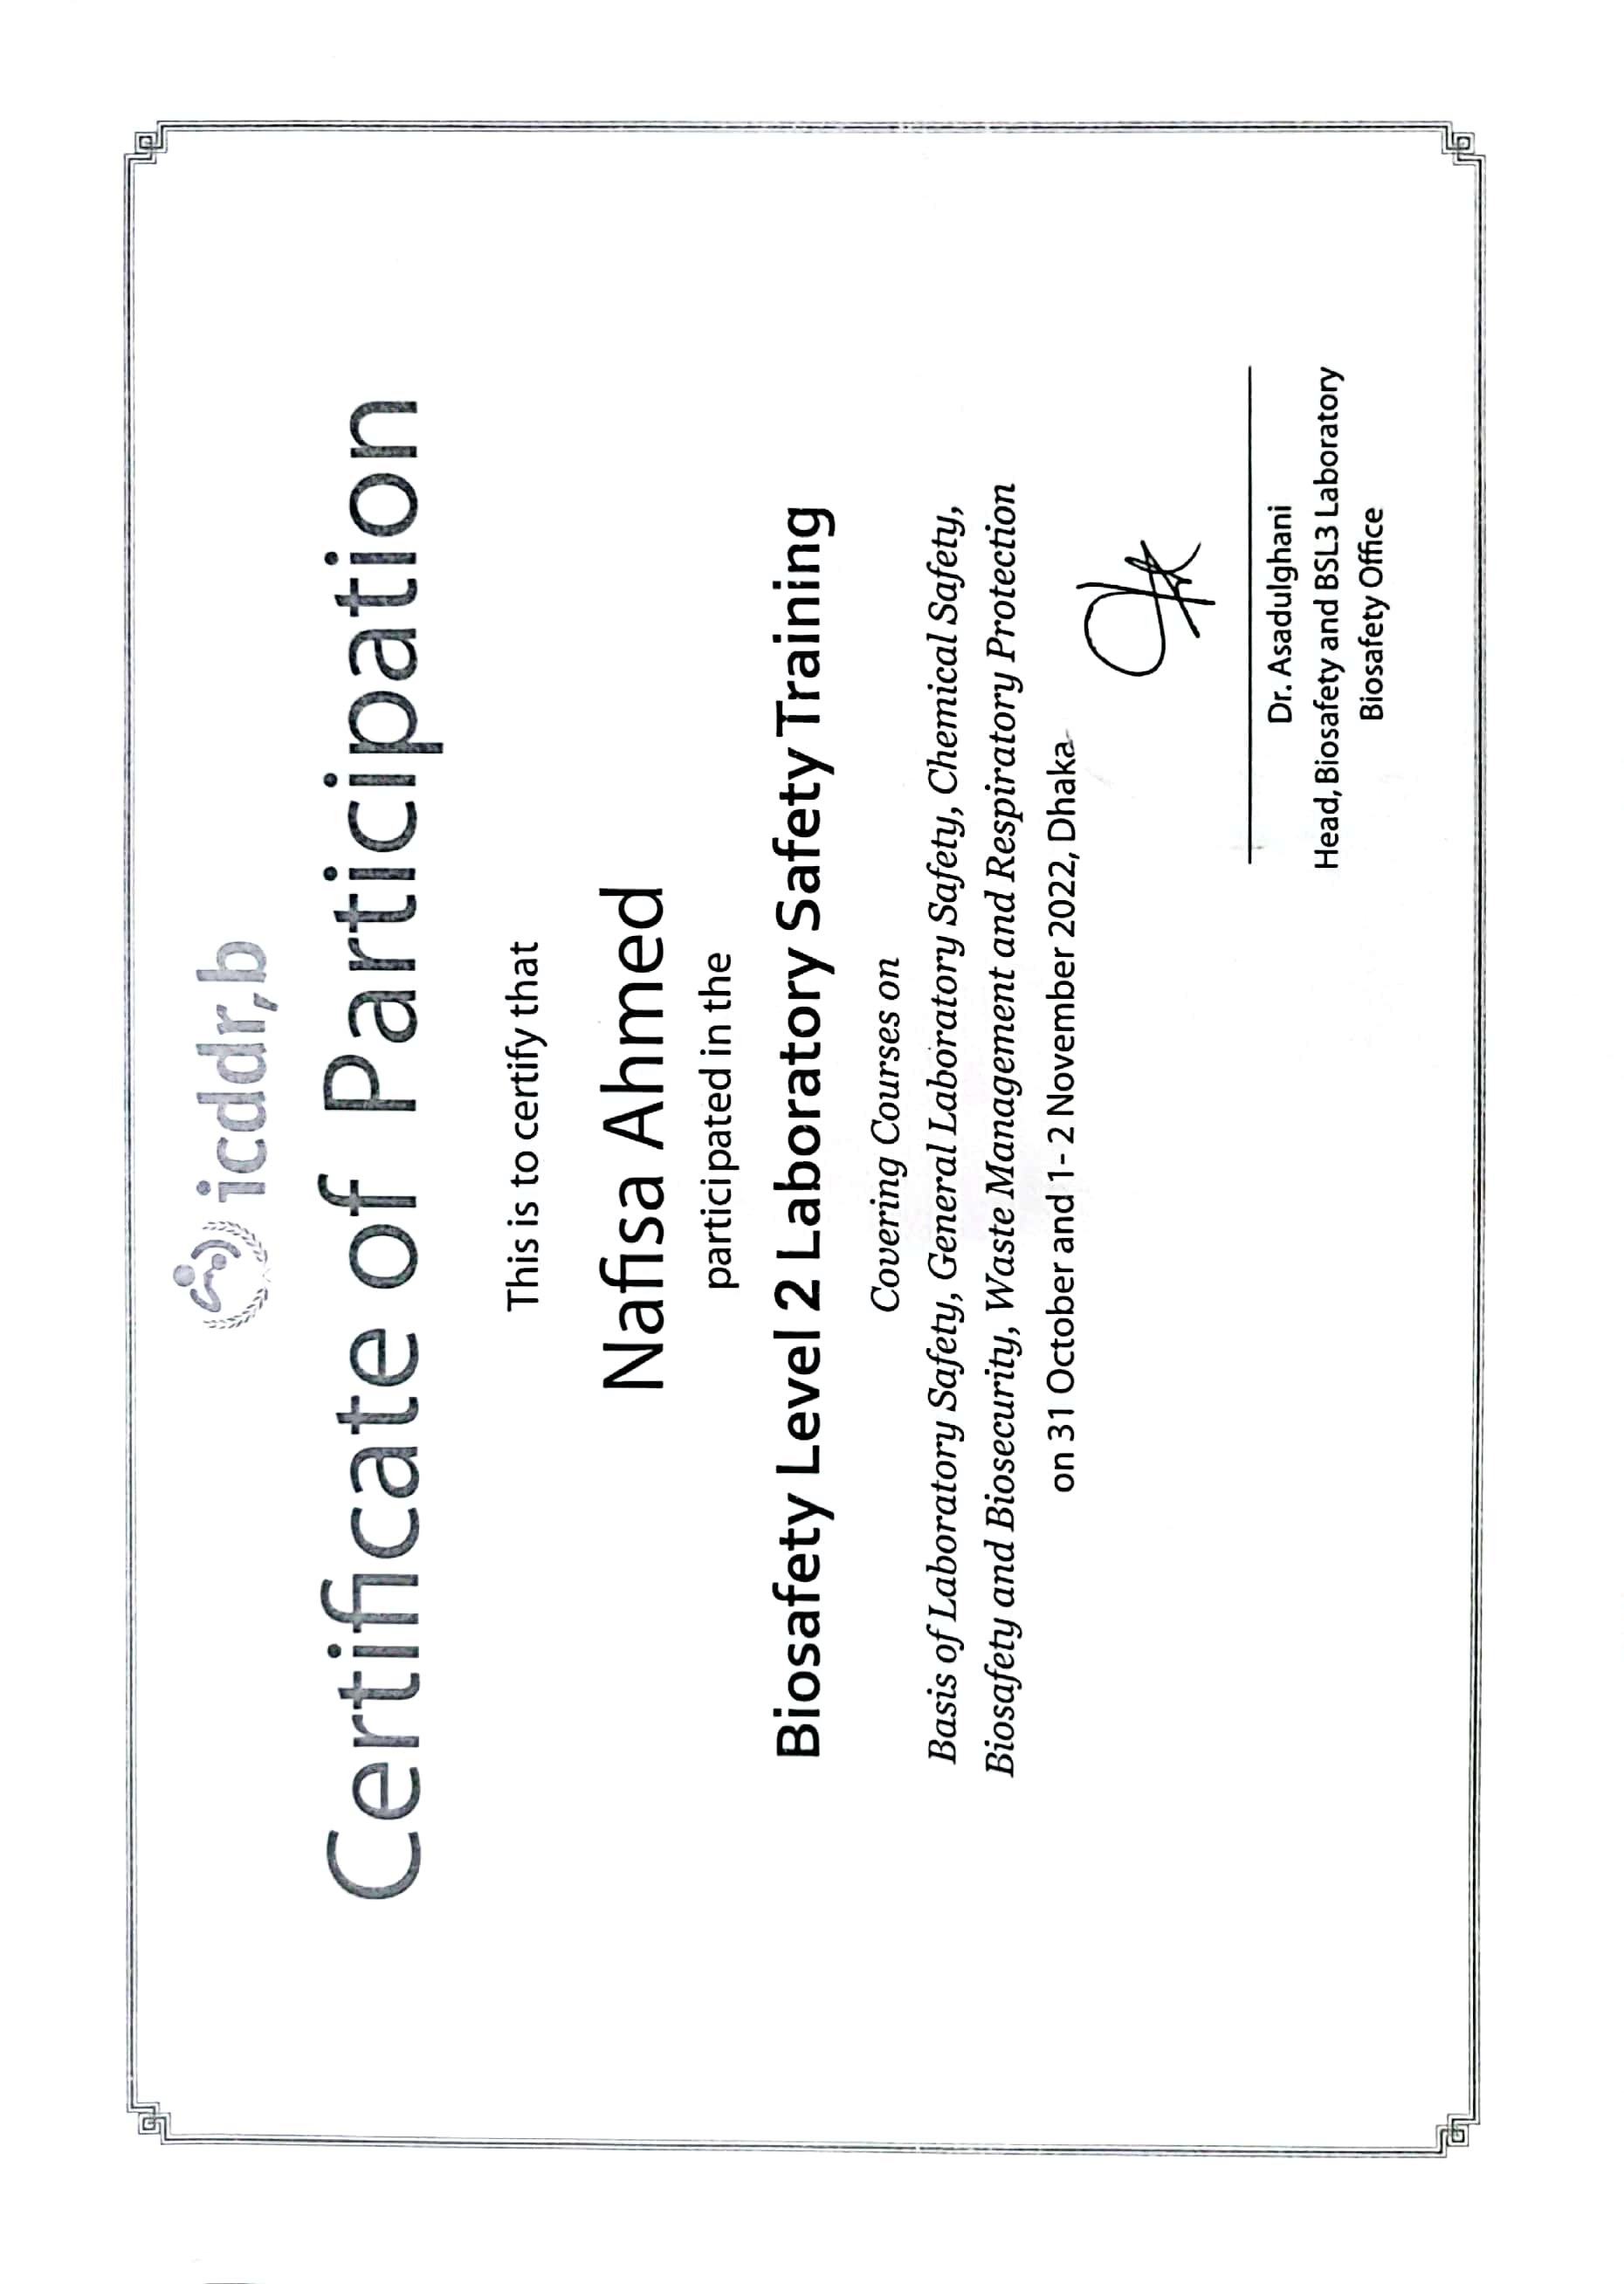 icddr,b
Certificate of Participation
This is to certify that
Nafisa Ahmed
participated in the
Biosafety Level 2 Laboratory Safety Training
Covering Courses on
Basis of Laboratory Safety, General Laboratory Safety, Chemical Safety,
Biosafety and Biosecurity, Waste Management and Respiratory Protection
on 31 October and 1- 2 November 2022, Dhaka
Dr. Asadulghani
Head, Biosafety and BSL3 Laboratory
Biosafety Office